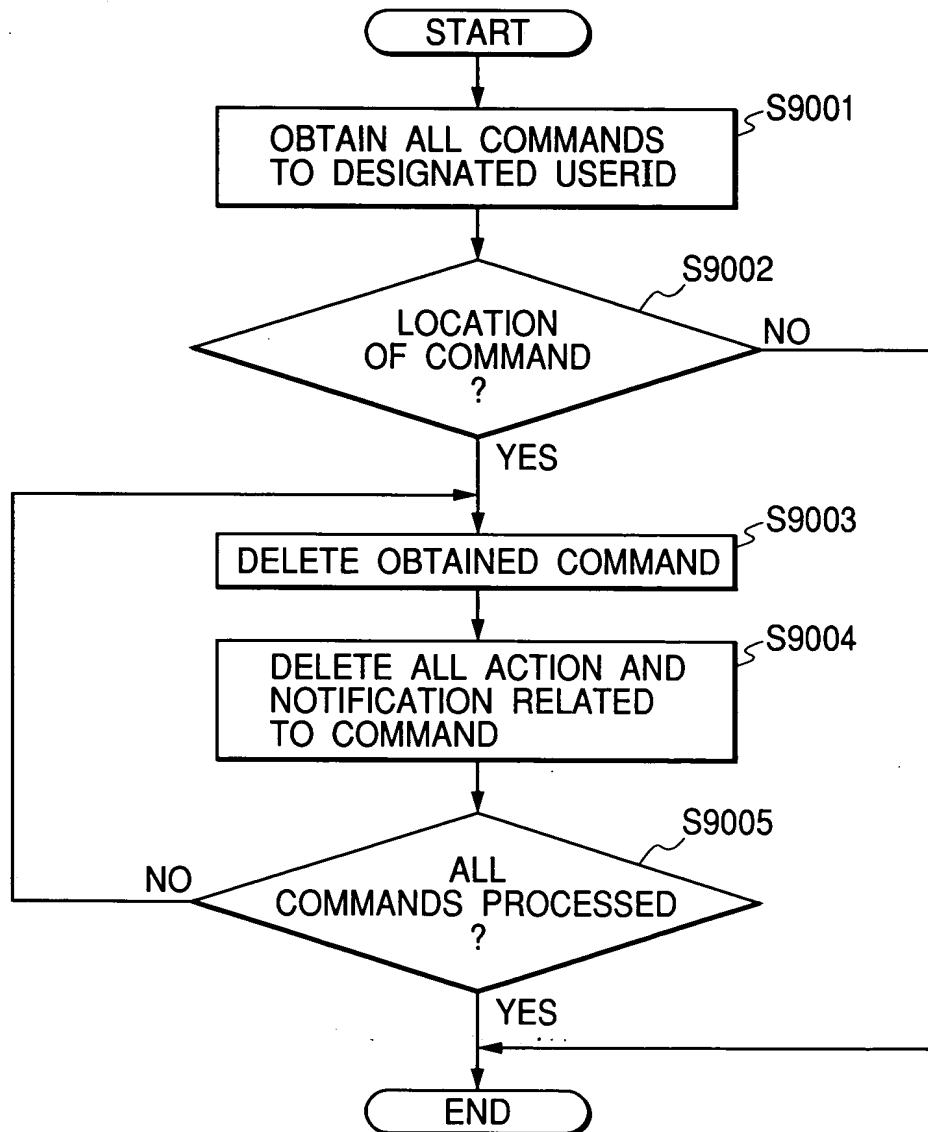 START
S9001
OBTAIN ALL COMMANDS
TO DESIGNATED USERID
S9002
LOCATION
OF COMMAND
?
NO
YES
S9003
DELETE OBTAINED COMMAND
S9004
DELETE ALL ACTION AND
NOTIFICATION RELATED
TO COMMAND
S9005
ALL
COMMANDS PROCESSED
?
NO
YES
END